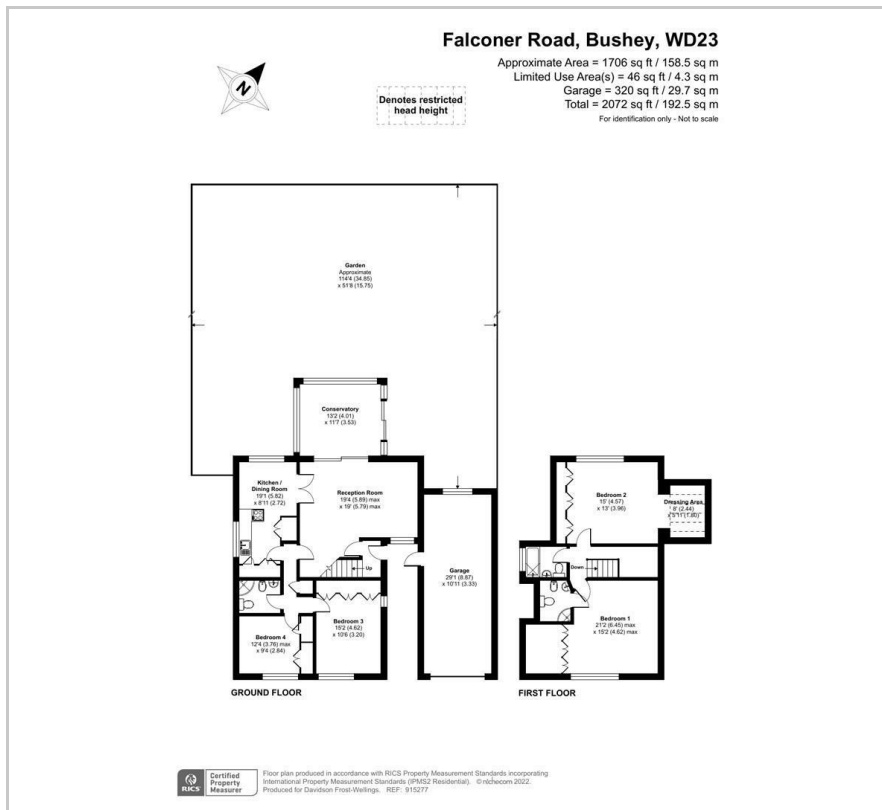 Falconer Road, Bushey, WD23
Approximate Area = 1706 sq ft / 158.5 sq m
Limited Use Area(s) = 46 sq ft / 4.3 sq m
Garage = 320 sq ft / 29.7 sq m
Total = 2072 sq ft / 192.5 sq m
For identification only - Not to scale
N
Denotes restricted
head height
Garden
Approximate
114'4 (34.85)
x 51'8 (15.75)
Conservatory
13'2 (4.01)
x 11'7 (3.53)
Kitchen /
Dining Room
19'1 (5.82)
x 8'11 (2.72)
Reception Room
19'4 (5.89) max
x 19' (5.79) max
Up
Garage
29'1 (8.87)
x 10'11 (3.33)
Bedroom 3
15'2 (4.62)
x 10'6 (3.20)
Bedroom 4
12'4 (3.76) max
x 9'4 (2.84)
GROUND FLOOR
Bedroom 2
15' (4.57)
x 13' (3.96)
Dressing Area
8' (2.44)
x 5'11 (1.80)
Down
Bedroom 1
21'2 (6.45) max
x 15'2 (4.62) max
FIRST FLOOR
RICS
Certified
Property
Measurer
Floor plan produced in accordance with RICS Property Measurement Standards incorporating
International Property Measurement Standards (IPMS2 Residential). © nichecom 2022.
Produced for Davidson Frost-Wellings. REF: 915277